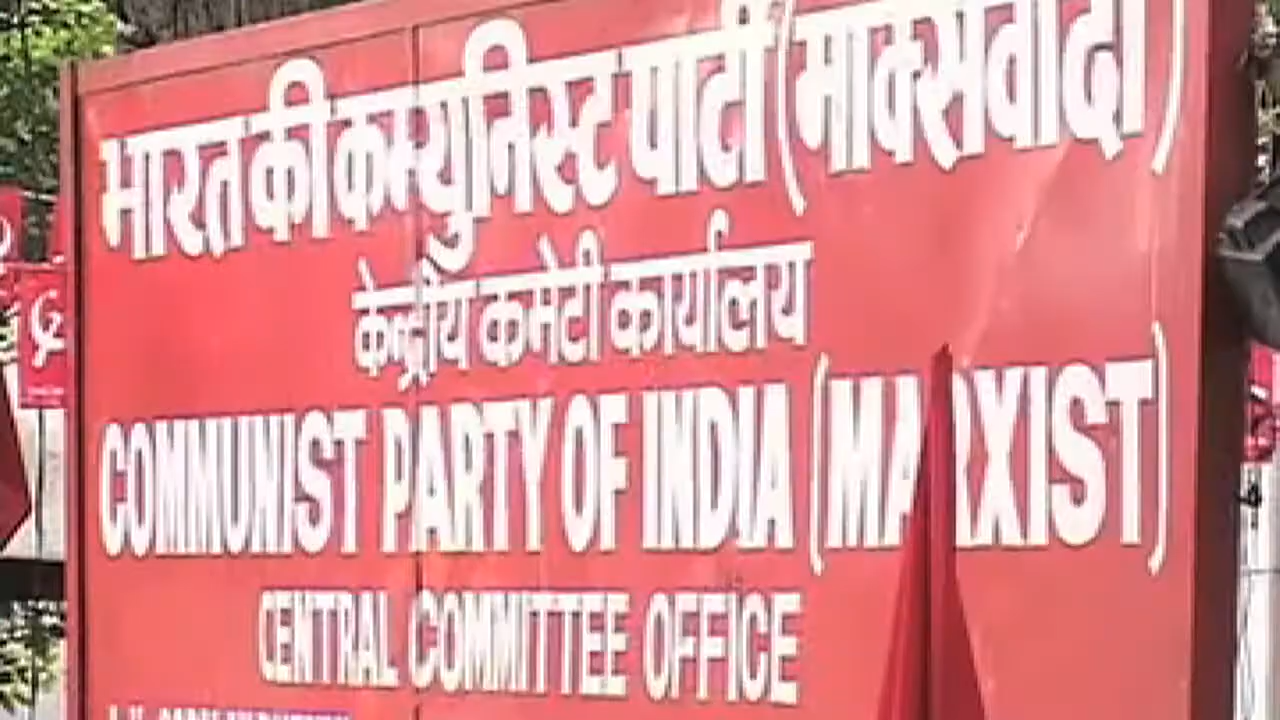 भारत की कम्युनिस्ट पार्टी (मार्क्सवादी)
केन्द्रीय कमेटी कार्यालय
COMMUNIST PARTY OF INDIA (MARXIST)
CENTRAL COMMITTEE OFFICE